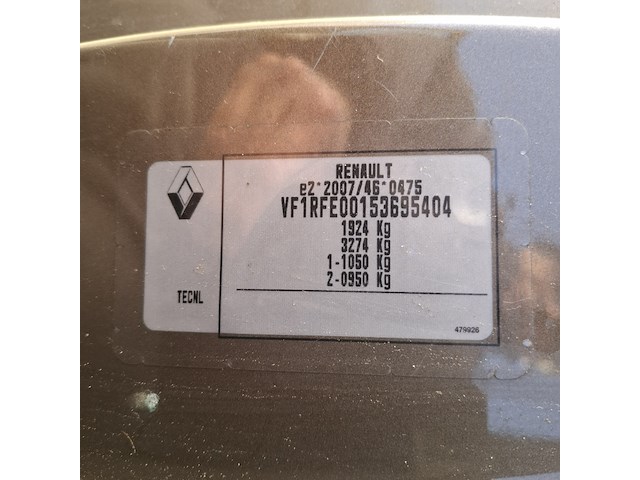 RENAULT
e2*2007/46*0475
VF1RFE00153695404
1924 Kg
3274 Kg
1-1050 Kg
2-0950 Kg
TECNL
479926